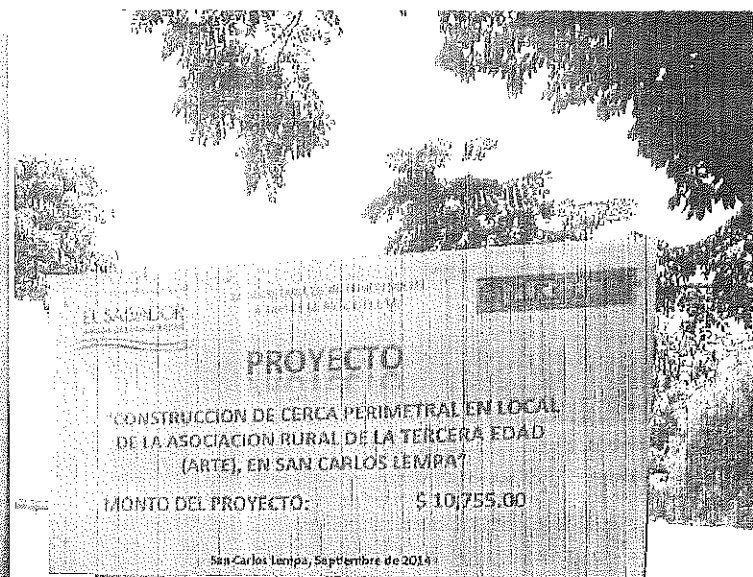 EL SALVADOR
PROYECTO
"CONSTRUCCION DE CERCA PERIMETRAL EN LOCAL
DE LA ASOCIACION RURAL DE LA TERCERA EDAD
(ARTE), EN SAN CARLOS LEMPA"
MONTO DEL PROYECTO: $ 10,755.00
San Carlos Lempa, Septiembre de 2014